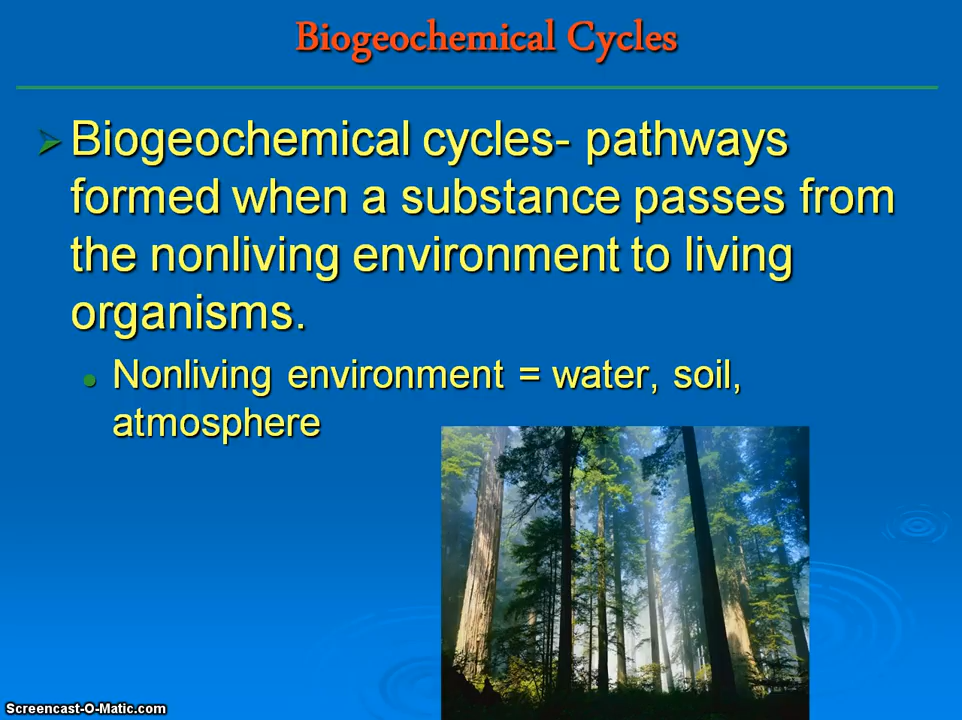 Biogeochemical Cycles
Biogeochemical cycles- pathways
formed when a substance passes from
the nonliving environment to living
organisms.
Nonliving environment = water, soil,
atmosphere
Screencast-O-Matic.com